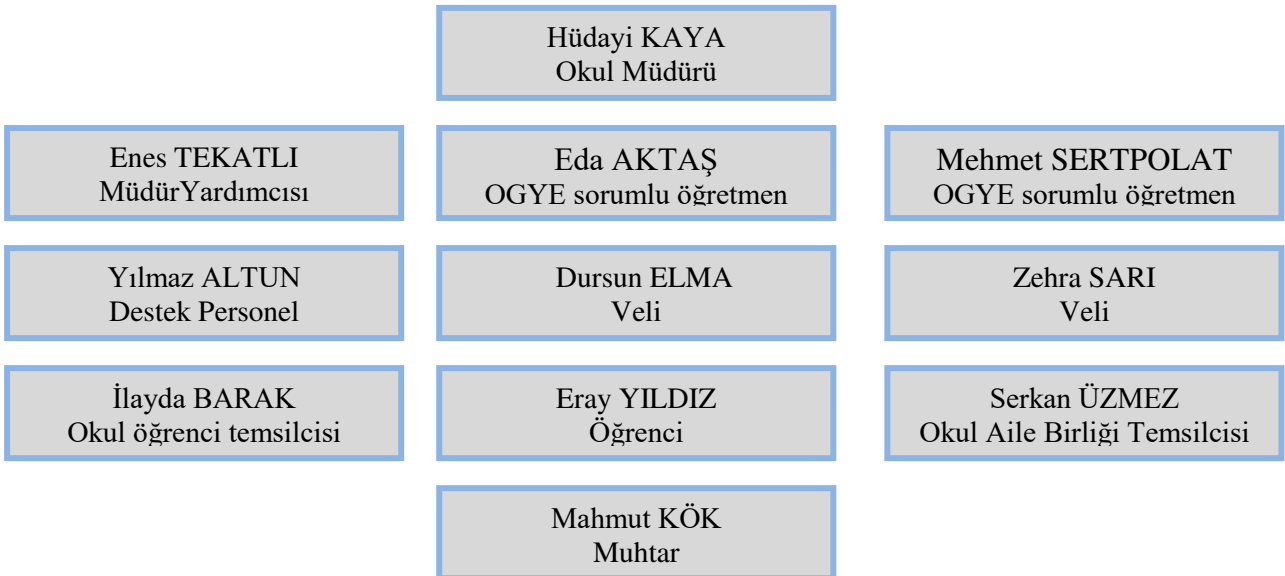 Hüdayi KAYA
Okul Müdürü
Enes TEKATLI
MüdürYardımcısı
Eda AKTAŞ
OGYE sorumlu öğretmen
Mehmet SERTPOLAT
OGYE sorumlu öğretmen
Yılmaz ALTUN
Destek Personel
Dursun ELMA
Veli
Zehra SARI
Veli
İlayda BARAK
Okul öğrenci temsilcisi
Eray YILDIZ
Öğrenci
Serkan ÜZMEZ
Okul Aile Birliği Temsilcisi
Mahmut KÖK
Muhtar